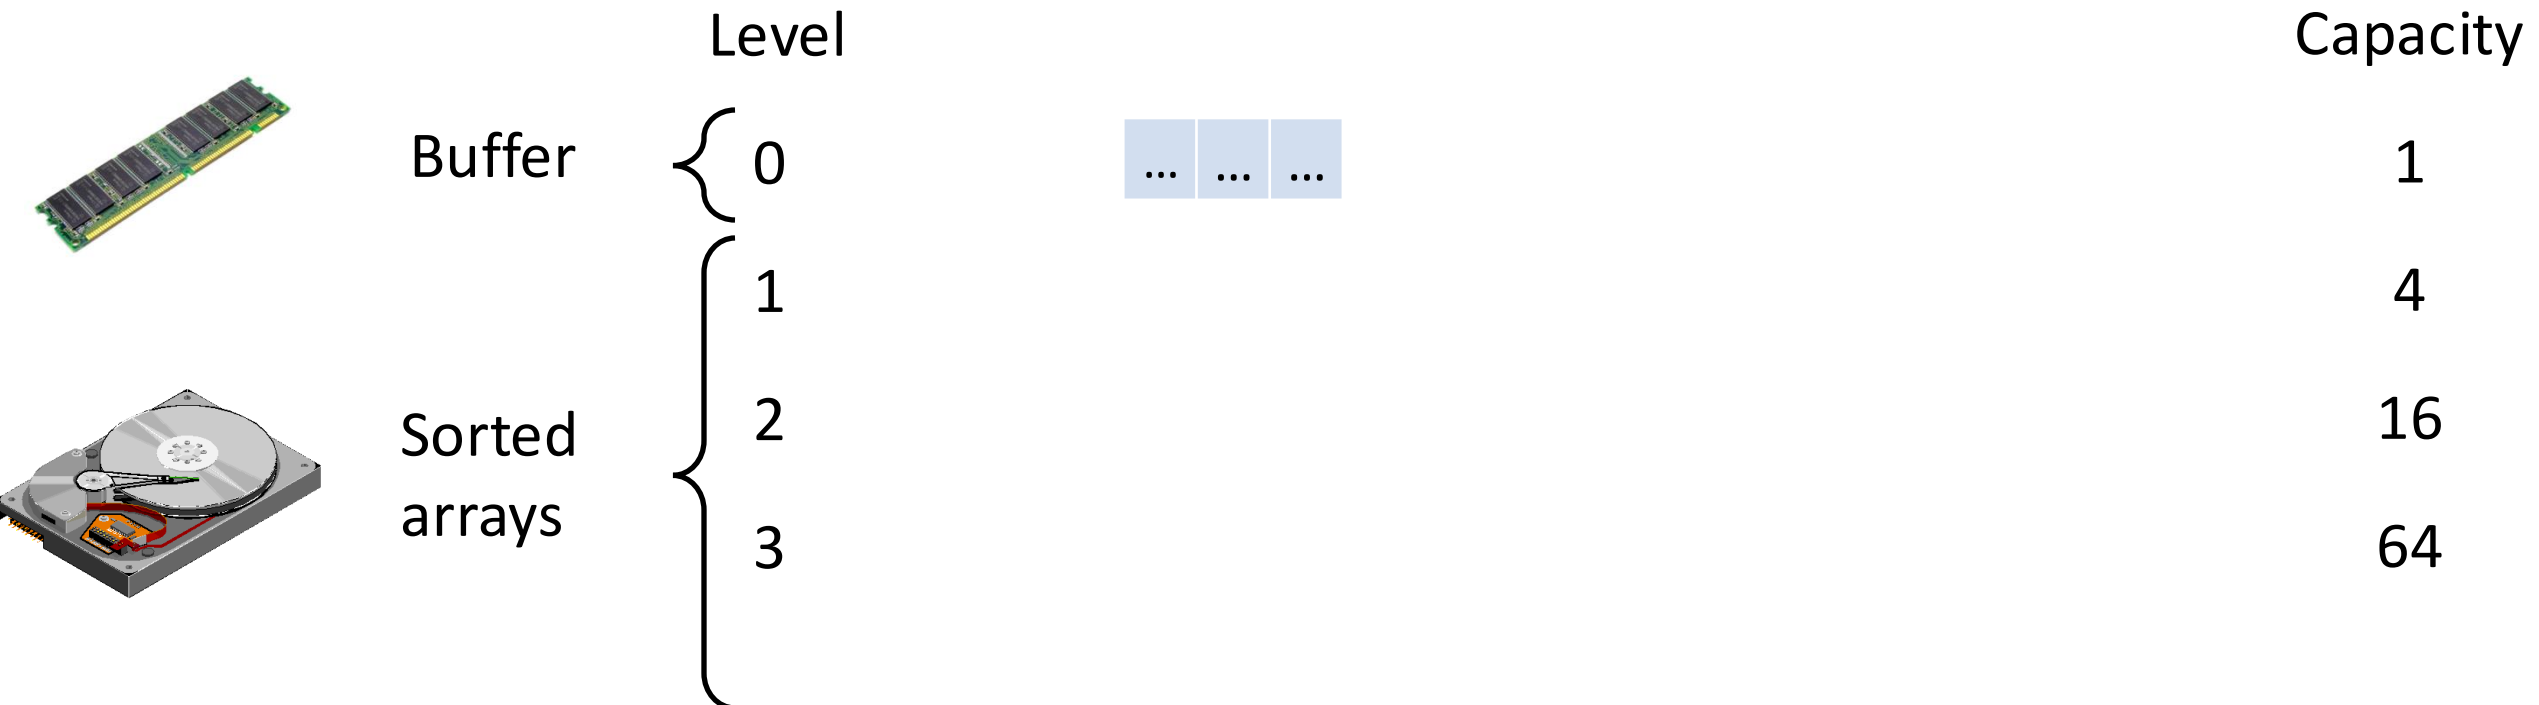 Level Capacity
Buffer 0 ... ... ... 1
1 4
2 16
Sorted
arrays
3 64